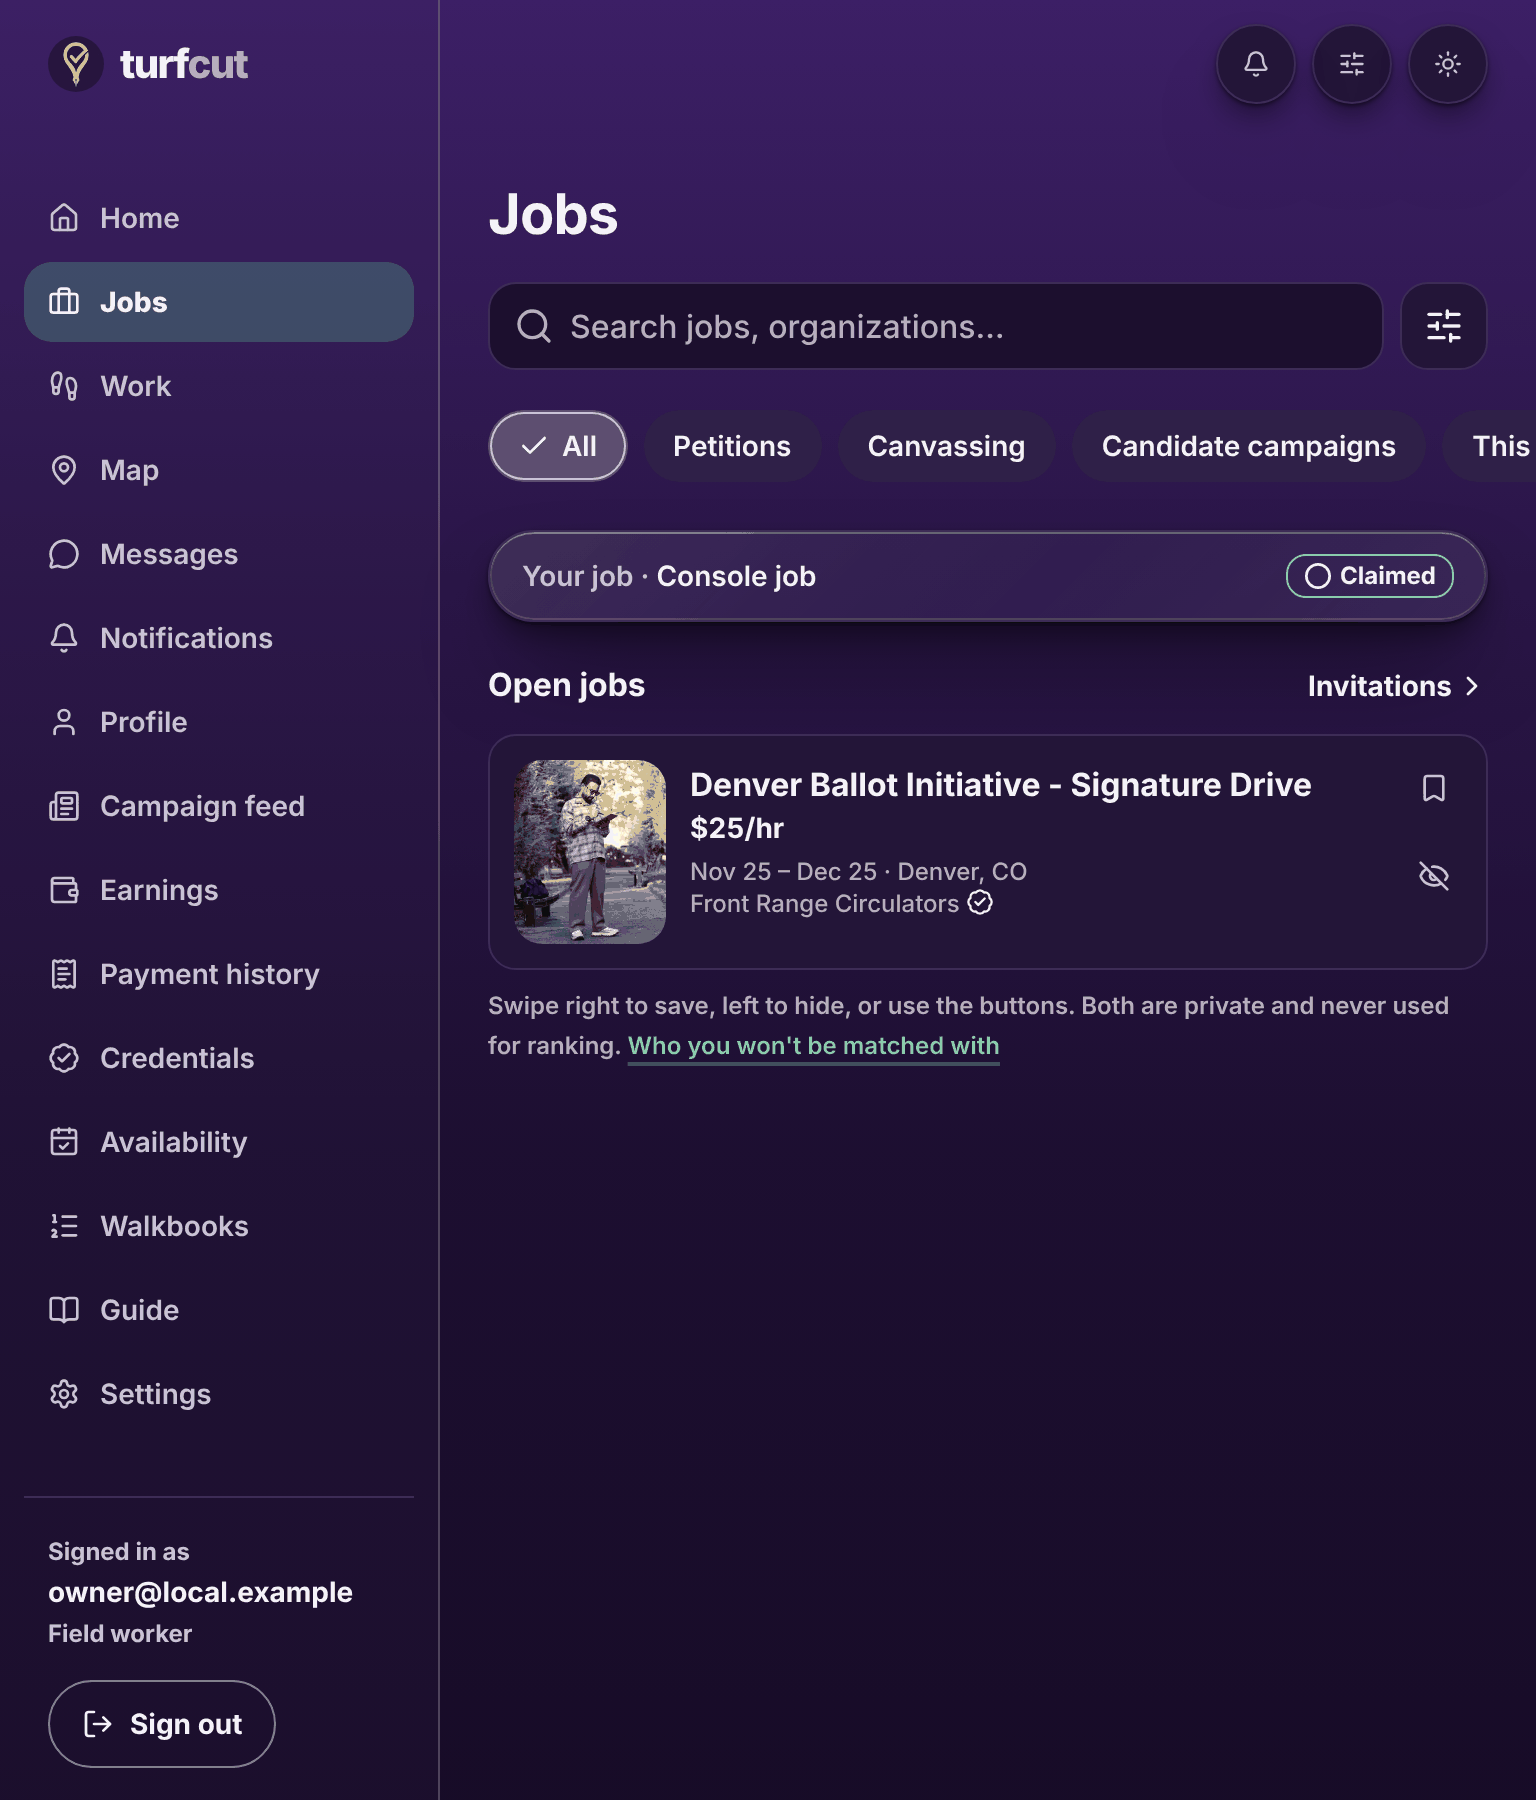 turfcut
Home
Jobs
Work
Map
Messages
Notifications
Profile
Campaign feed
Earnings
Payment history
Credentials
Availability
Walkbooks
Guide
Settings
Signed in as
owner@local.example
Field worker
Sign out
Jobs
Search jobs, organizations...
All
Petitions
Canvassing
Candidate campaigns
This
Your job · Console job
Claimed
Open jobs
Invitations
Denver Ballot Initiative - Signature Drive
$25/hr
Nov 25 – Dec 25 · Denver, CO
Front Range Circulators
Swipe right to save, left to hide, or use the buttons. Both are private and never used
for ranking. Who you won't be matched with